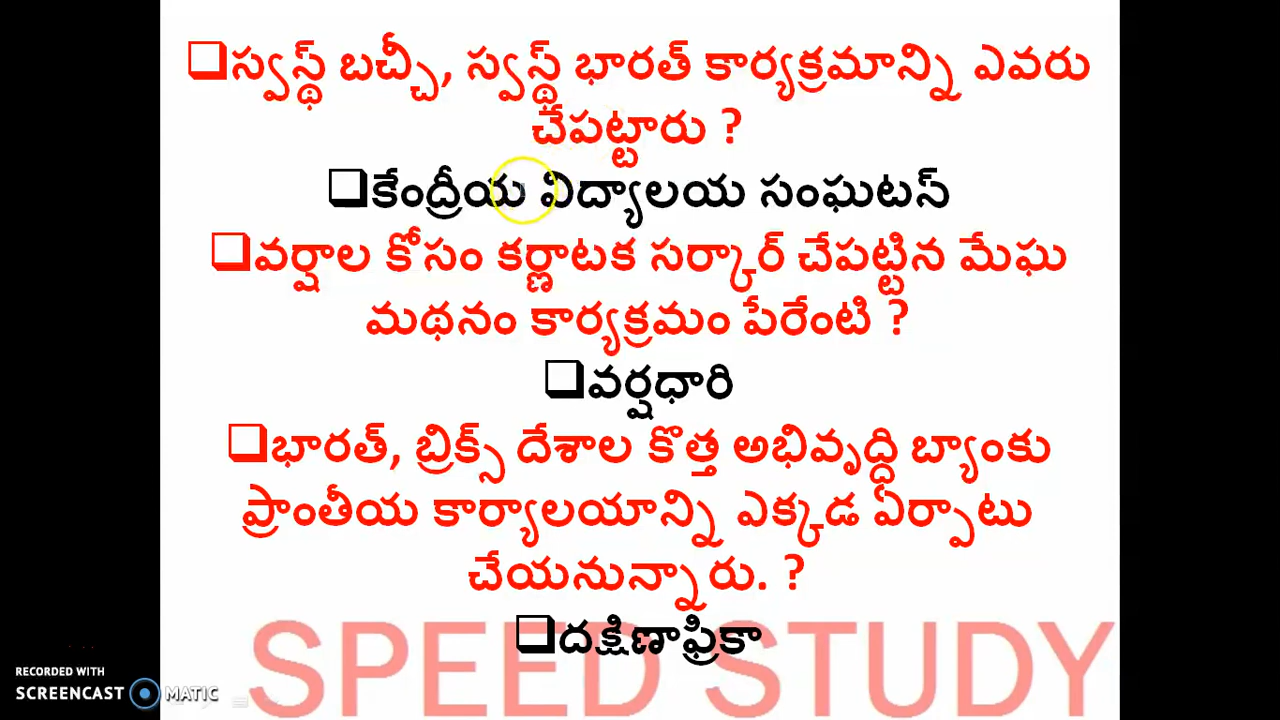 ❑స్వస్థ్ బచ్చీ, స్వస్థ్ భారత్ కార్యక్రమాన్ని ఎవరు
చేపట్టారు ?
❑కేంద్రీయ విద్యాలయ సంఘటన్
❑వర్షాల కోసం కర్ణాటక సర్కార్ చేపట్టిన మేఘ
మథనం కార్యక్రమం పేరేంటి ?
❑వర్షధారి
❑భారత్, బ్రిక్స్ దేశాల కొత్త అభివృద్ధి బ్యాంకు
ప్రాంతీయ కార్యాలయాన్ని ఎక్కడ ఏర్పాటు
చేయనున్నారు. ?
❑దక్షిణాఫ్రికా
SPEED STUDY
RECORDED WITH
SCREENCAST MATIC